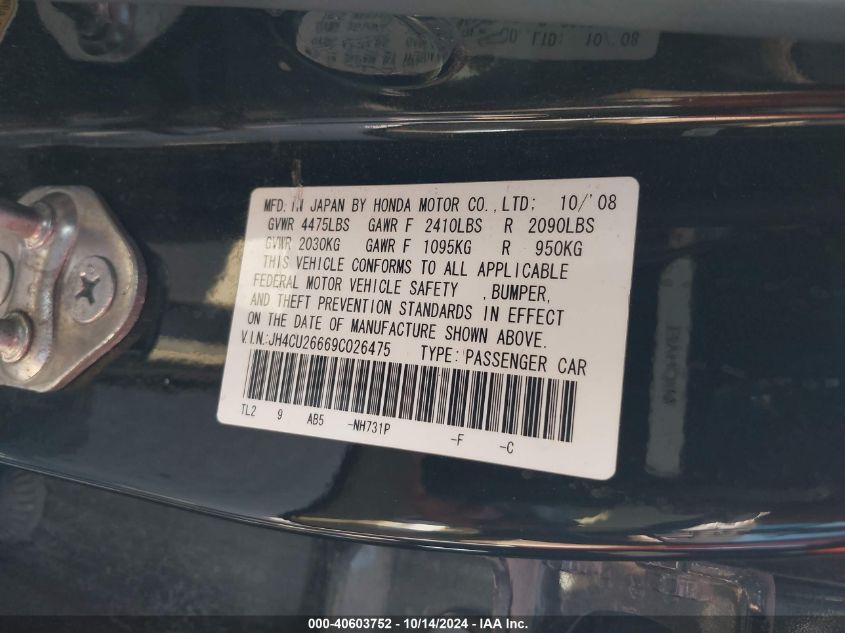 LTD: 10/'08
MFD. IN JAPAN BY HONDA MOTOR CO.,LTD: 10/'08
GVWR 4475LBS GAWR F 2410LBS R 2090LBS
GVWR 2030KG GAWR F 1095KG R 950KG
THIS VEHICLE CONFORMS TO ALL APPLICABLE
FEDERAL MOTOR VEHICLE SAFETY ,BUMPER,
AND THEFT PREVENTION STANDARDS IN EFFECT
ON THE DATE OF MANUFACTURE SHOWN ABOVE.
V.I.N:JH4CU26669C026475 TYPE: PASSENGER CAR
TL2 9 AB5 -NH731P -F -C
000-40603752 - 10/14/2024 - IAA Inc.